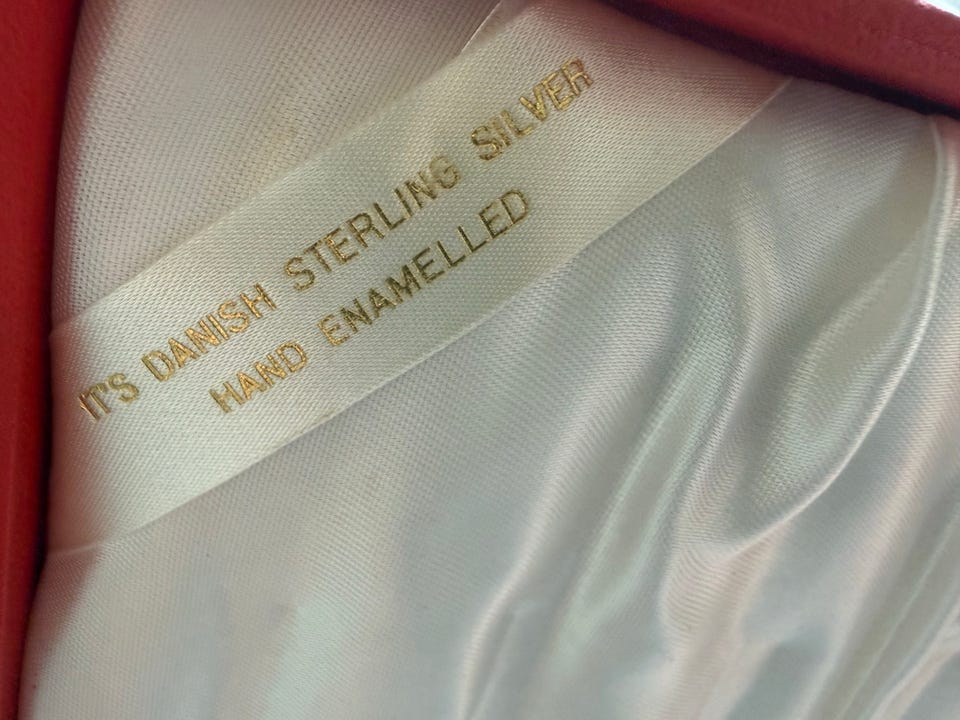 IT'S DANISH STERLING SILVER
HAND ENAMELLED